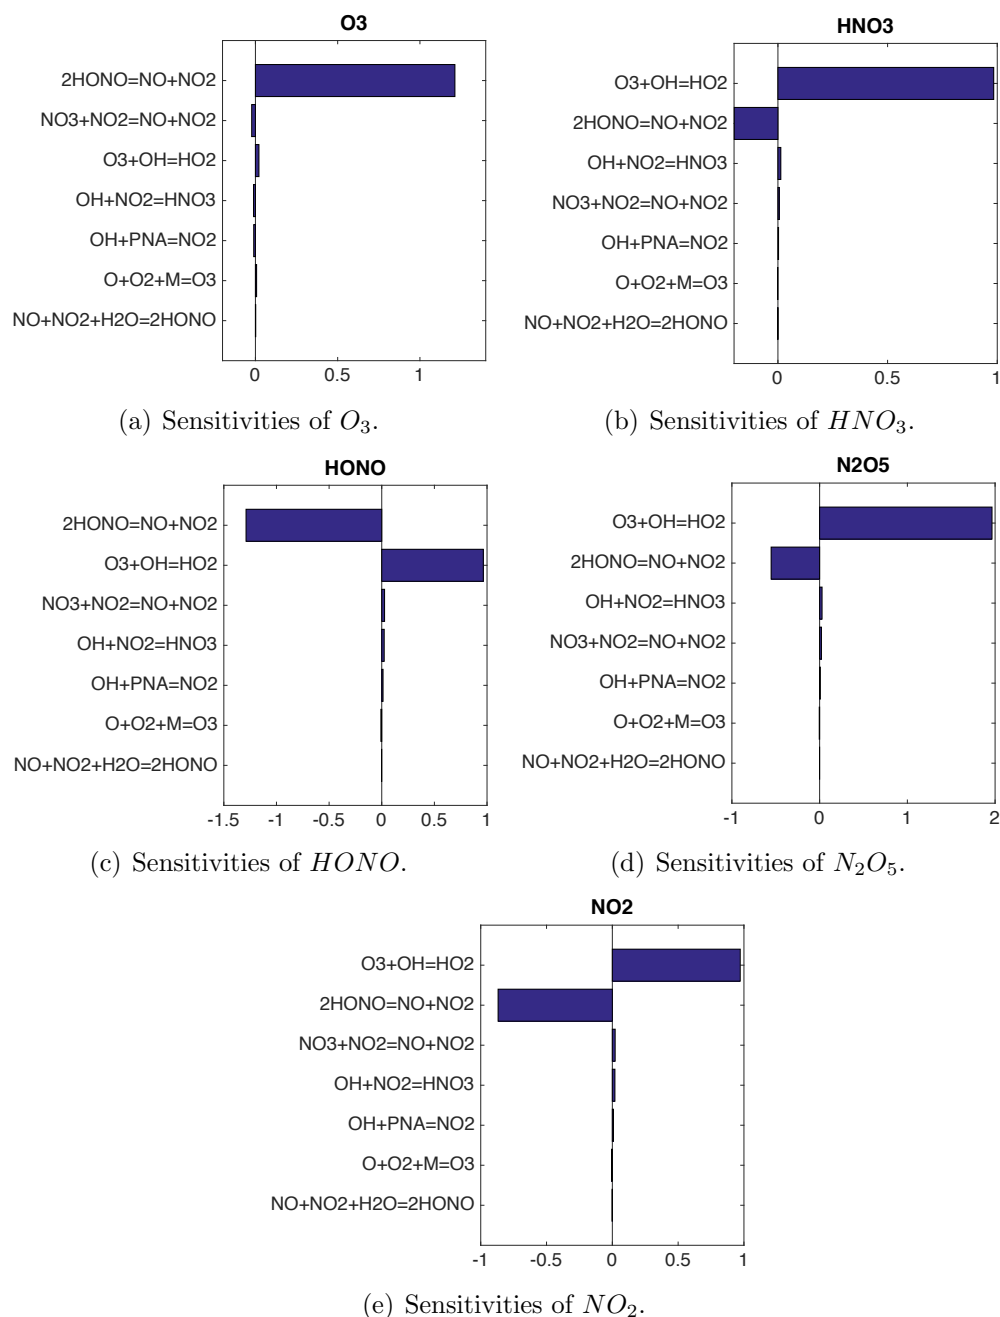 O3
2HONO=NO+NO2
NO3+NO2=NO+NO2
O3+OH=HO2
OH+NO2=HNO3
OH+PNA=NO2
O+O2+M=O3
NO+NO2+H2O=2HONO
0 0.5 1
(a) Sensitivities of O3.
HNO3
O3+OH=HO2
2HONO=NO+NO2
OH+NO2=HNO3
NO3+NO2=NO+NO2
OH+PNA=NO2
O+O2+M=O3
NO+NO2+H2O=2HONO
0 0.5 1
(b) Sensitivities of HNO3.
HONO
2HONO=NO+NO2
O3+OH=HO2
NO3+NO2=NO+NO2
OH+NO2=HNO3
OH+PNA=NO2
O+O2+M=O3
NO+NO2+H2O=2HONO
-1.5 -1 -0.5 0 0.5 1
(c) Sensitivities of HONO.
N2O5
O3+OH=HO2
2HONO=NO+NO2
OH+NO2=HNO3
NO3+NO2=NO+NO2
OH+PNA=NO2
O+O2+M=O3
NO+NO2+H2O=2HONO
-1 0 1 2
(d) Sensitivities of N2O5.
NO2
O3+OH=HO2
2HONO=NO+NO2
NO3+NO2=NO+NO2
OH+NO2=HNO3
OH+PNA=NO2
O+O2+M=O3
NO+NO2+H2O=2HONO
-1 -0.5 0 0.5 1
(e) Sensitivities of NO2.